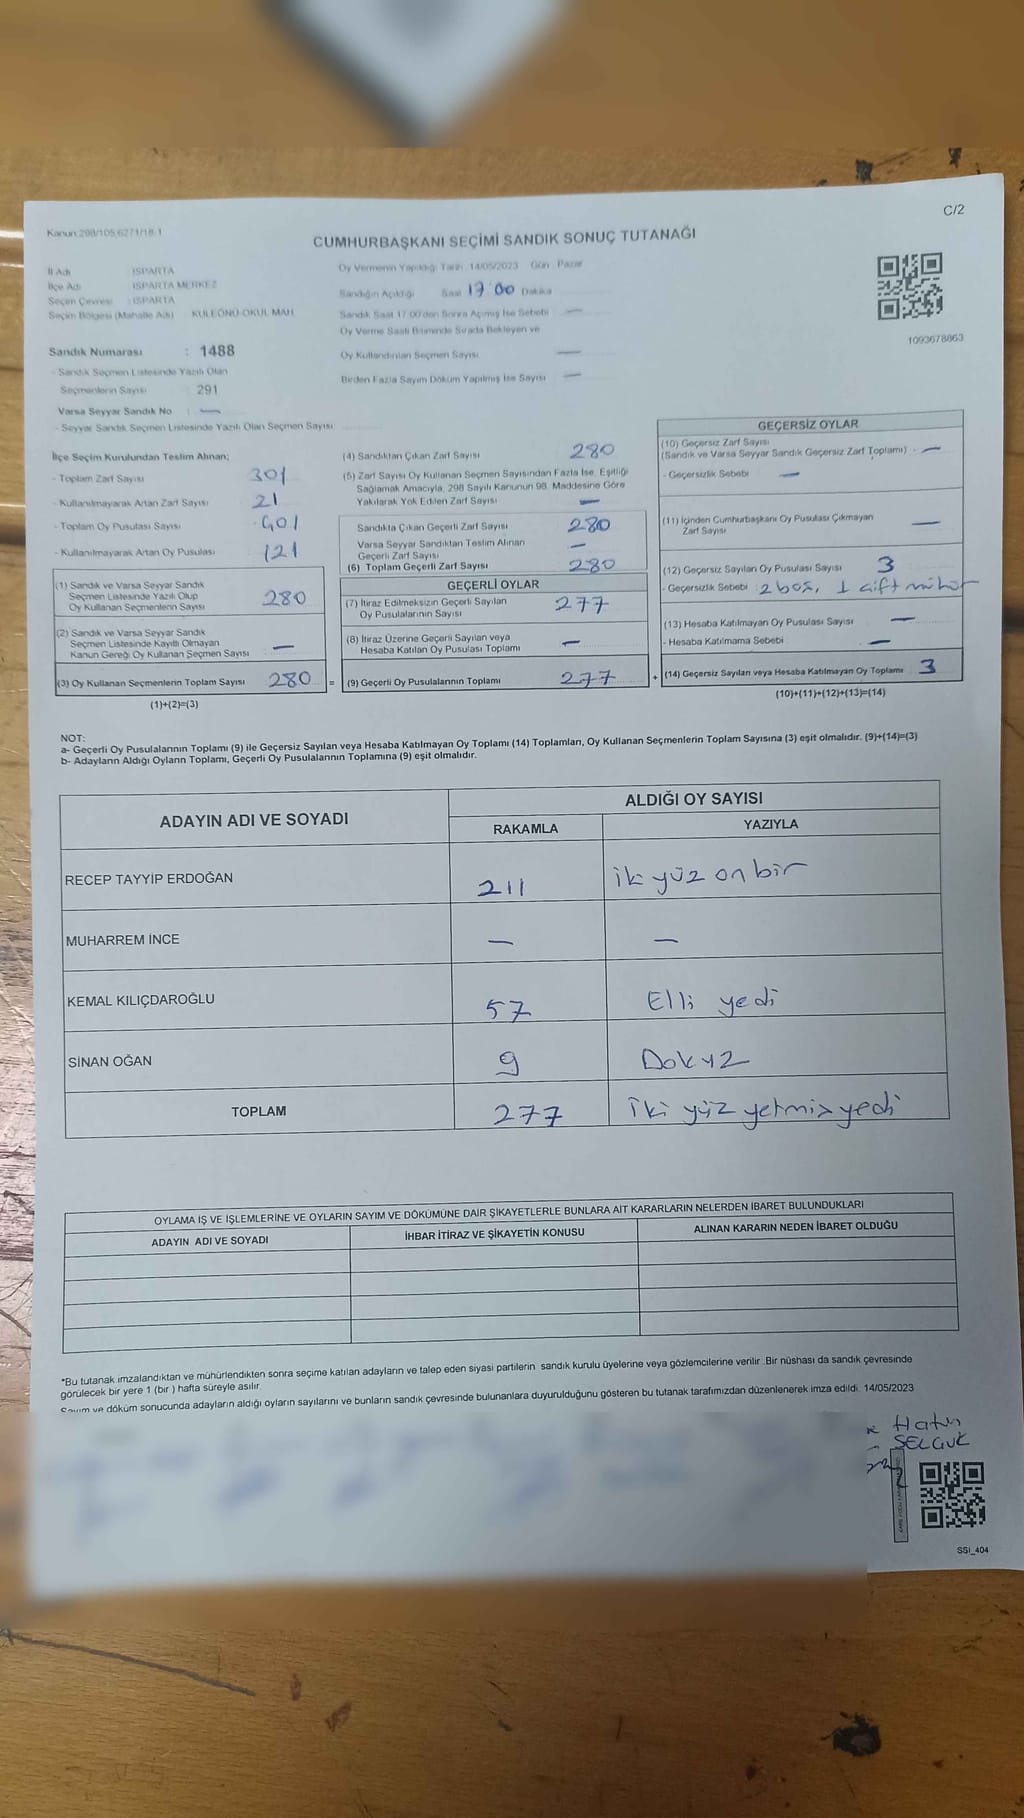 C/2
Kanun:298/105,6271/18-1
CUMHURBAŞKANI SEÇİMİ SANDIK SONUÇ TUTANAĞI
İl Adı ISPARTA
İlçe Adı ISPARTA MERKEZ
Seçim Çevresi : ISPARTA
Seçim Bölgesi (Mahalle Adı) : KULEÖNÜ-OKUL MAH
Sandık Numarası : 1488
- Sandık Seçmen Listesinde Yazılı Olan
Seçmenlerin Sayısı : 291
Varsa Seyyar Sandık No : —
- Seyyar Sandık Seçmen Listesinde Yazılı Olan Seçmen Sayısı
Oy Vermenin Yapıldığı Tarih: 14/05/2023 Gün: Pazar
Sandığın Açıldığı Saat 17 00 Dakika
Sandık Saat 17.00'den Sonra Açılmış İse Sebebi —
Oy Verme Saati Bitiminde Sırada Bekleyen ve
Oy Kullandırılan Seçmen Sayısı —
Birden Fazla Sayım Döküm Yapılmış İse Sayısı —
1093678863
İlçe Seçim Kurulundan Teslim Alınan;
- Toplam Zarf Sayısı 301
- Kullanılmayarak Artan Zarf Sayısı 21
- Toplam Oy Pusulası Sayısı 401
- Kullanılmayarak Artan Oy Pusulası 121
(1) Sandık ve Varsa Seyyar Sandık
Seçmen Listesinde Yazılı Olup
Oy Kullanan Seçmenlerin Sayısı 280
(2) Sandık ve Varsa Seyyar Sandık
Seçmen Listesinde Kayıtlı Olmayan
Kanun Gereği Oy Kullanan Seçmen Sayısı —
(3) Oy Kullanan Seçmenlerin Toplam Sayısı 280 =
(1)+(2)=(3)
(4) Sandıktan Çıkan Zarf Sayısı 280
(5) Zarf Sayısı Oy Kullanan Seçmen Sayısından Fazla İse, Eşitliği
Sağlamak Amacıyla, 298 Sayılı Kanunun 98. Maddesine Göre
Yakılarak Yok Edilen Zarf Sayısı —
Sandıkta Çıkan Geçerli Zarf Sayısı 280
Varsa Seyyar Sandıktan Teslim Alınan
Geçerli Zarf Sayısı —
(6) Toplam Geçerli Zarf Sayısı 280
GEÇERLİ OYLAR
(7) İtiraz Edilmeksizin Geçerli Sayılan
Oy Pusulalarının Sayısı 277
(8) İtiraz Üzerine Geçerli Sayılan veya
Hesaba Katılan Oy Pusulası Toplamı —
(9) Geçerli Oy Pusulalarının Toplamı 277 +
GEÇERSİZ OYLAR
(10) Geçersiz Zarf Sayısı
(Sandık ve Varsa Seyyar Sandık Geçersiz Zarf Toplamı) —
- Geçersizlik Sebebi —
(11) İçinden Cumhurbaşkanı Oy Pusulası Çıkmayan
Zarf Sayısı —
(12) Geçersiz Sayılan Oy Pusulası Sayısı 3
- Geçersizlik Sebebi : 2 boş, 1 çift mühür
(13) Hesaba Katılmayan Oy Pusulası Sayısı —
- Hesaba Katılmama Sebebi —
(14) Geçersiz Sayılan veya Hesaba Katılmayan Oy Toplamı 3
(10)+(11)+(12)+(13)=(14)
NOT:
a- Geçerli Oy Pusulalarının Toplamı (9) ile Geçersiz Sayılan veya Hesaba Katılmayan Oy Toplamı (14) Toplamları, Oy Kullanan Seçmenlerin Toplam Sayısına (3) eşit olmalıdır. (9)+(14)=(3)
b- Adayların Aldığı Oyların Toplamı, Geçerli Oy Pusulalarının Toplamına (9) eşit olmalıdır.
ADAYIN ADI VE SOYADI
ALDIĞI OY SAYISI
RAKAMLA YAZIYLA
RECEP TAYYİP ERDOĞAN 211 iki yüz on bir
MUHARREM İNCE — —
KEMAL KILIÇDAROĞLU 57 Elli yedi
SİNAN OĞAN 9 Dokuz
TOPLAM 277 iki yüz yetmiş yedi
OYLAMA İŞ VE İŞLEMLERİNE VE OYLARIN SAYIM VE DÖKÜMÜNE DAİR ŞİKAYETLERLE BUNLARA AİT KARARLARIN NELERDEN İBARET BULUNDUKLARI
ADAYIN ADI VE SOYADI İHBAR İTİRAZ VE ŞİKAYETİN KONUSU ALINAN KARARIN NEDEN İBARET OLDUĞU
*Bu tutanak imzalandıktan ve mühürlendikten sonra seçime katılan adayların ve talep eden siyasi partilerin sandık kurulu üyelerine veya gözlemcilerine verilir .Bir nüshası da sandık çevresinde
görülecek bir yere 1 (bir ) hafta süreyle asılır.
Sayım ve döküm sonucunda adayların aldığı oyların sayılarını ve bunların sandık çevresinde bulunanlara duyurulduğunu gösteren bu tutanak tarafımızdan düzenlenerek imza edildi. 14/05/2023
Hatun
SELÇUK
SSI_404